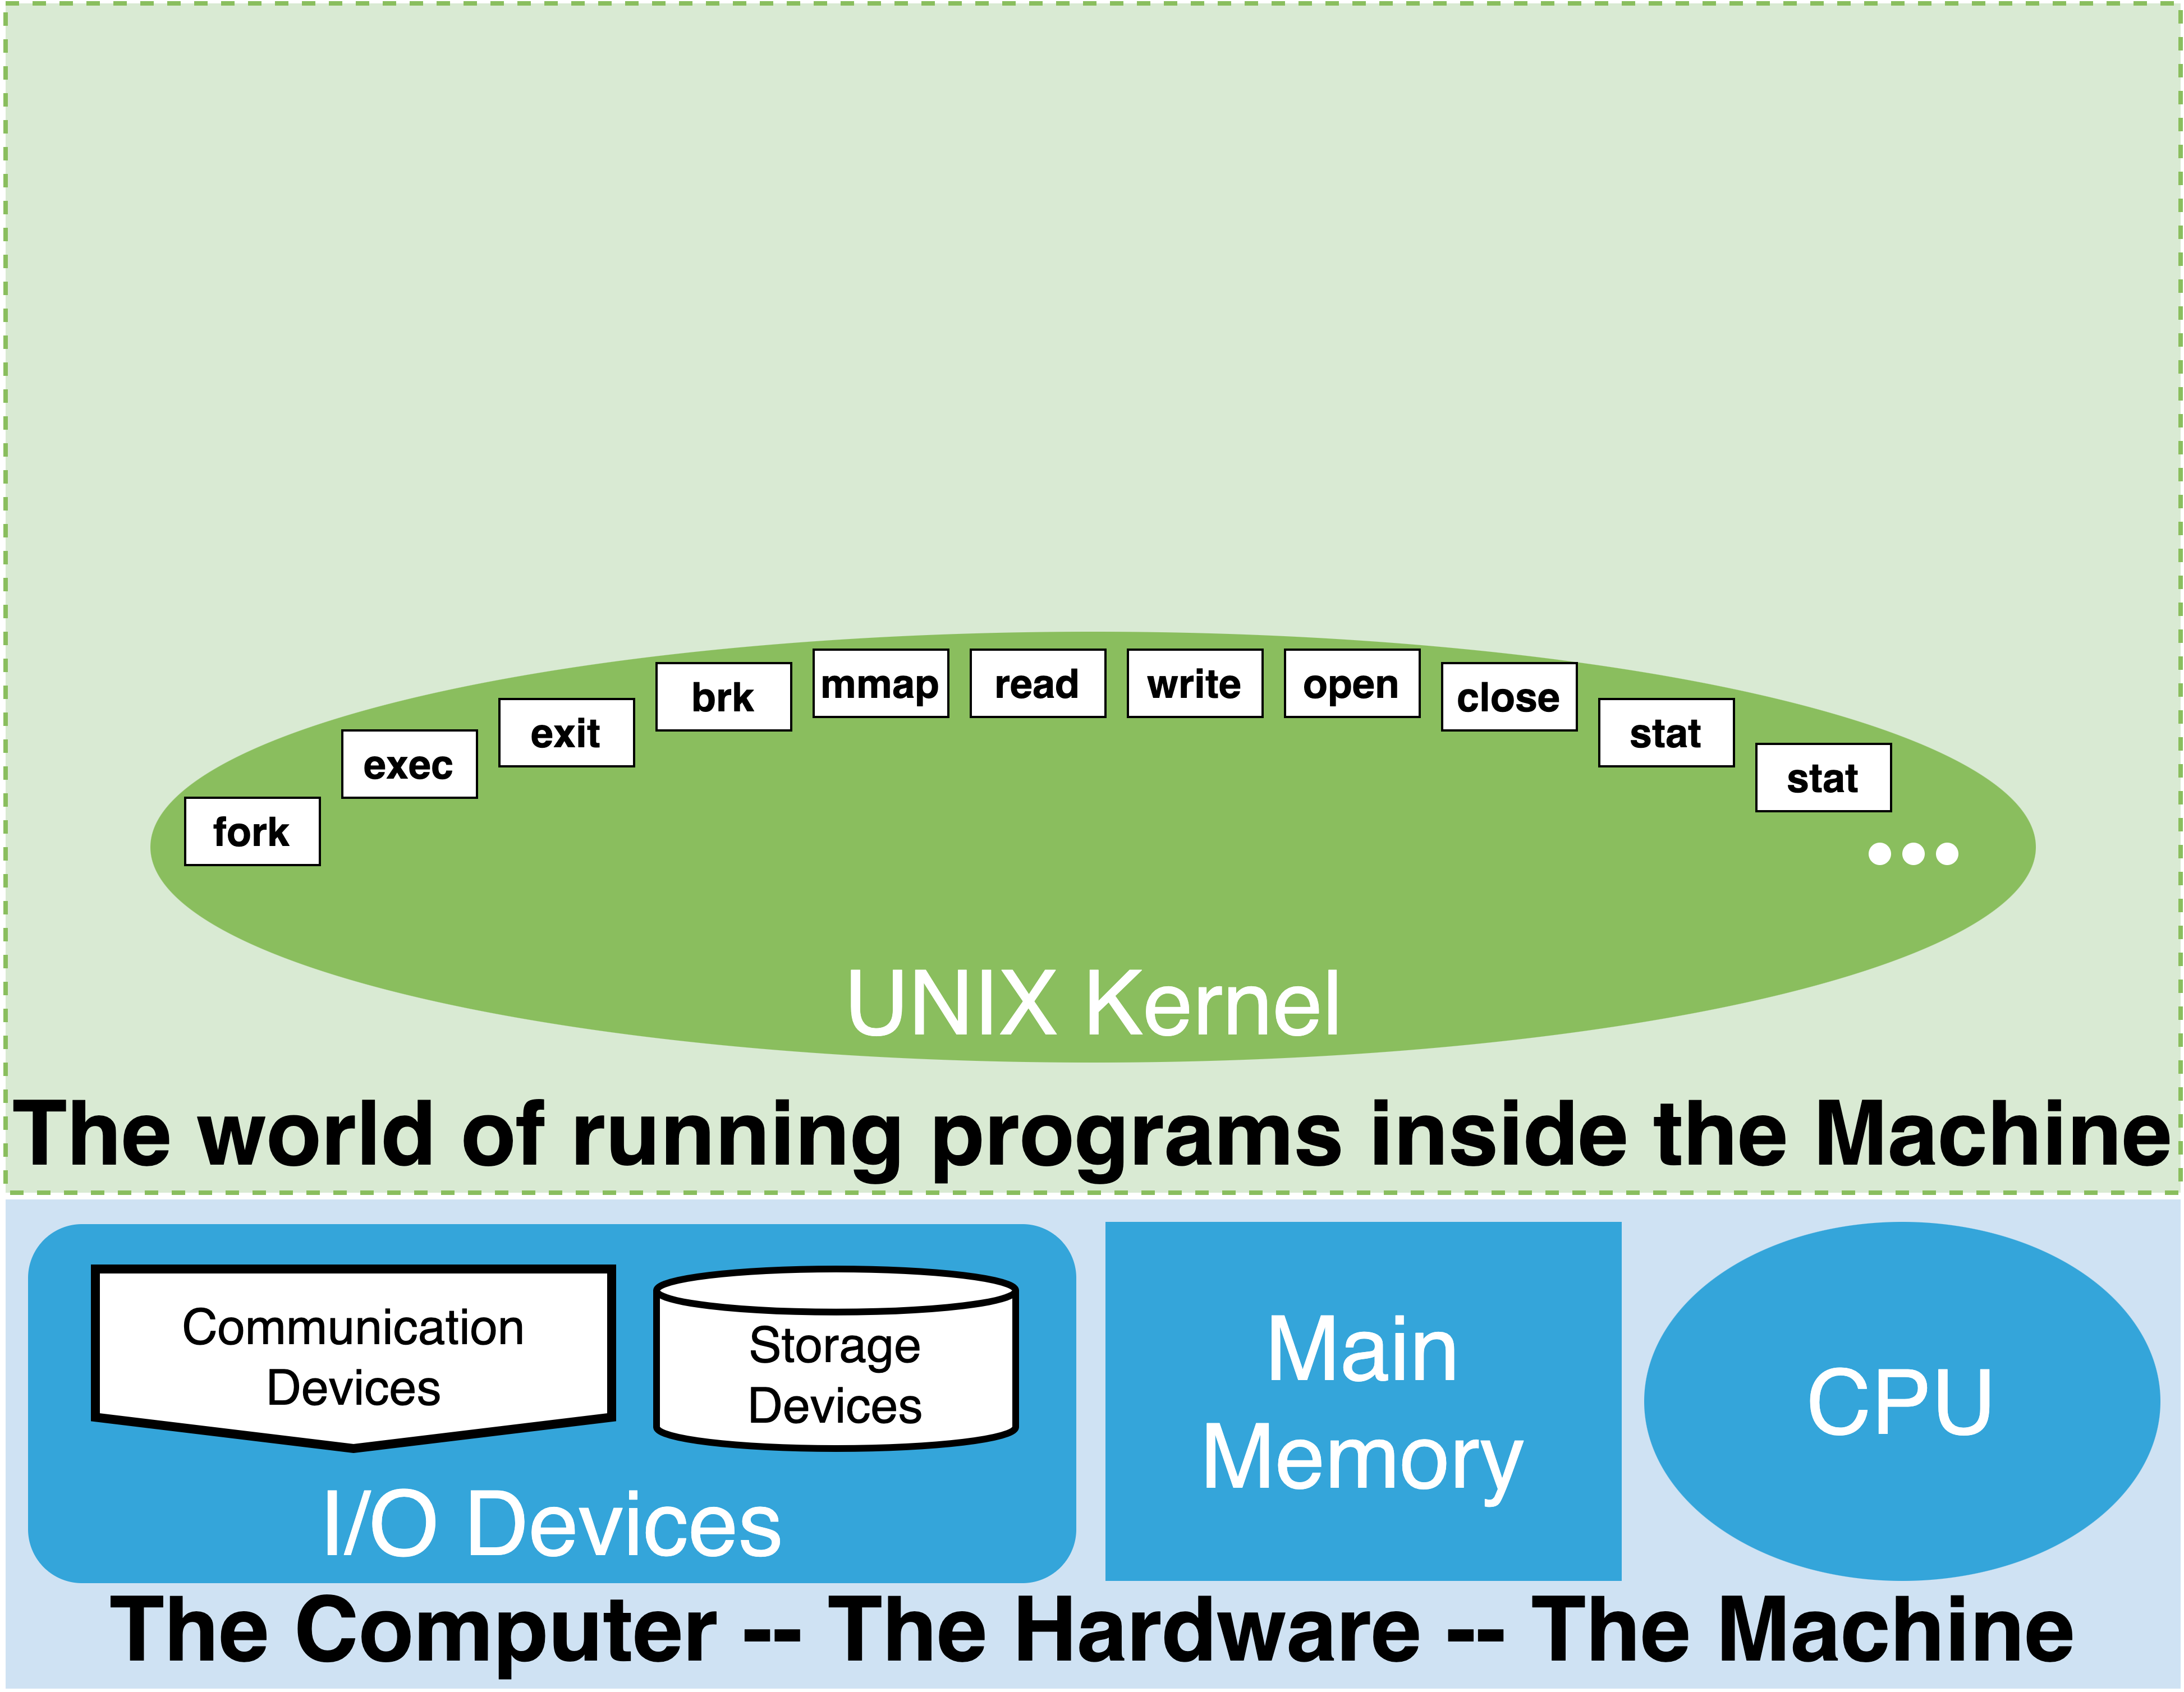 fork
exec
exit
brk
mmap
read
write
open
close
stat
stat
UNIX Kernel
The world of running programs inside the Machine
Communication
Devices
Storage
Devices
I/O Devices
Main
Memory
CPU
The Computer -- The Hardware -- The Machine